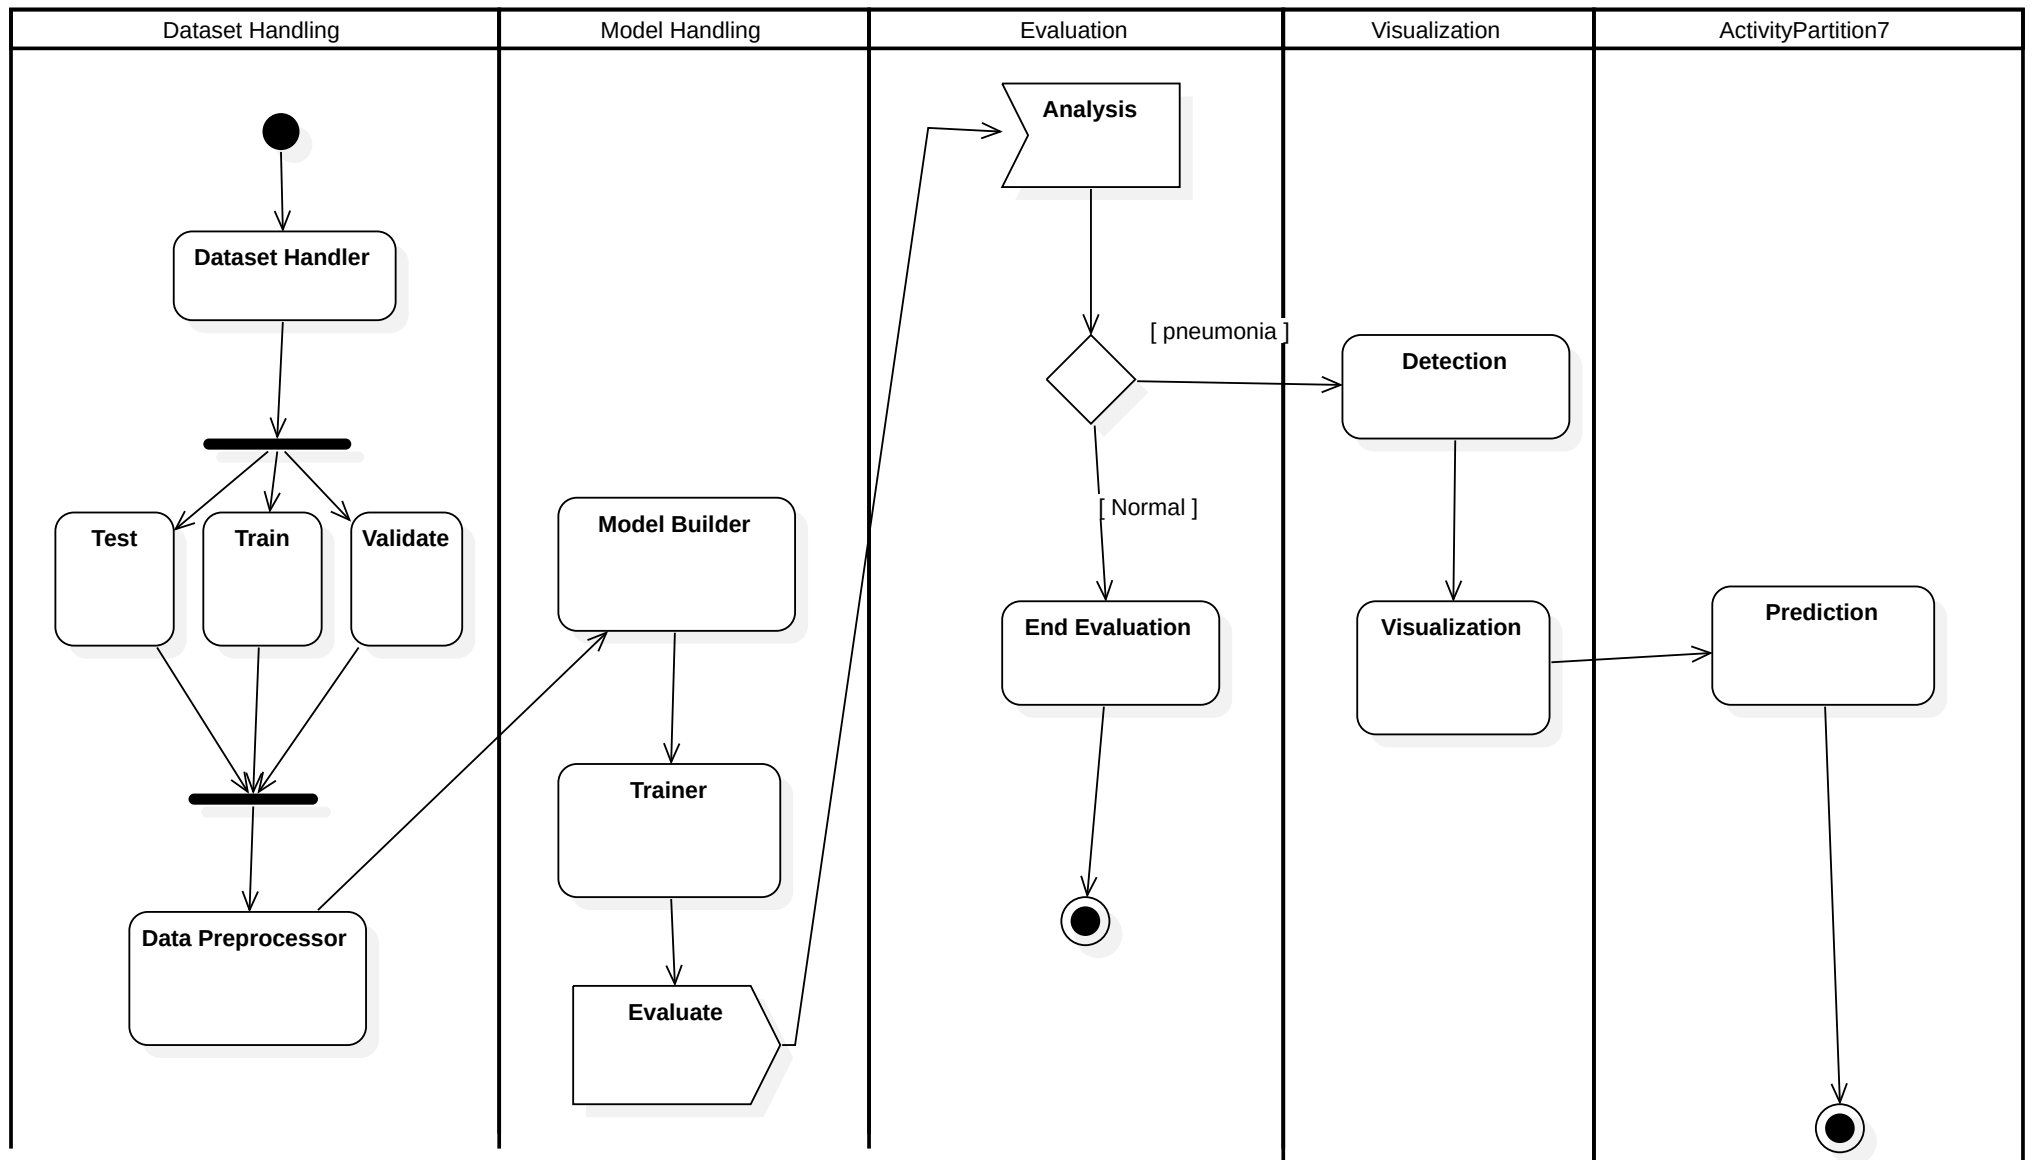 Dataset Handling
Model Handling
Evaluation
Visualization
ActivityPartition7
Dataset Handler
Test
Train
Validate
Data Preprocessor
Model Builder
Trainer
Evaluate
Analysis
[ pneumonia ]
[ Normal ]
End Evaluation
Detection
Visualization
Prediction